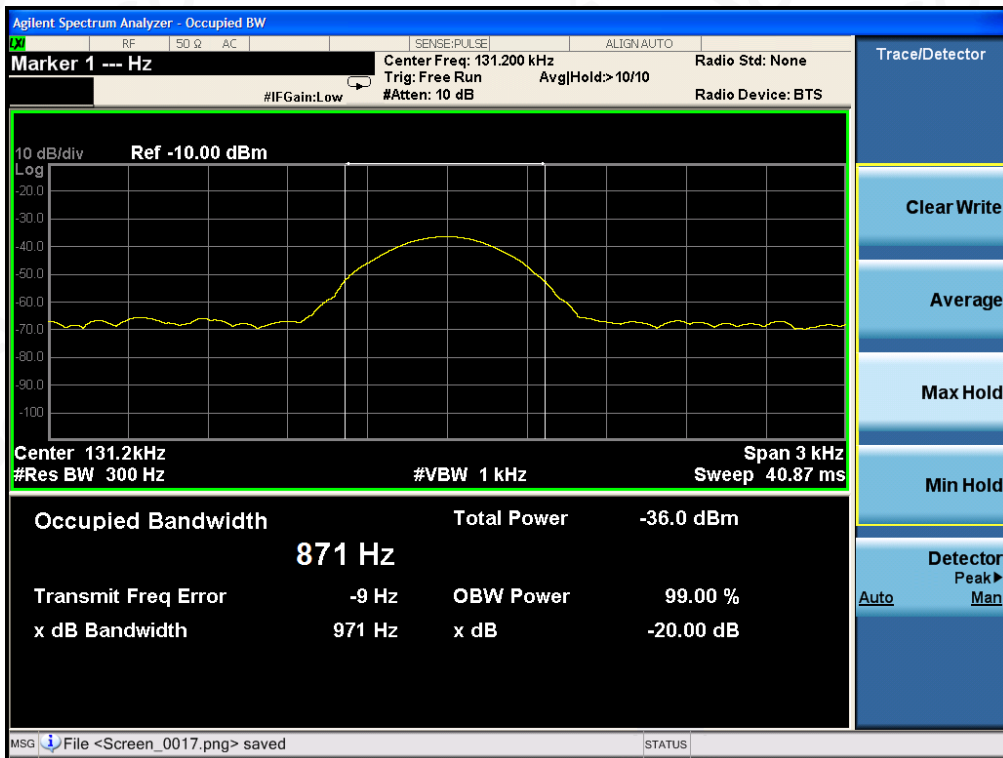 Agilent Spectrum Analyzer - Occupied BW
LXI RF 50 Ω AC SENSE:PULSE ALIGN AUTO
Marker 1 --- Hz
#IFGain:Low
Center Freq: 131.200 kHz
Trig: Free Run Avg|Hold:>10/10
#Atten: 10 dB
Radio Std: None
Radio Device: BTS
10 dB/div Ref -10.00 dBm
Log
-20.0
-30.0
-40.0
-50.0
-60.0
-70.0
-80.0
-90.0
-100
Center 131.2kHz Span 3 kHz
#Res BW 300 Hz #VBW 1 kHz Sweep 40.87 ms
Occupied Bandwidth Total Power -36.0 dBm
871 Hz
Transmit Freq Error -9 Hz OBW Power 99.00 %
x dB Bandwidth 971 Hz x dB -20.00 dB
MSG File <Screen_0017.png> saved STATUS
Trace/Detector
Clear Write
Average
Max Hold
Min Hold
Detector
Peak▶
Auto Man